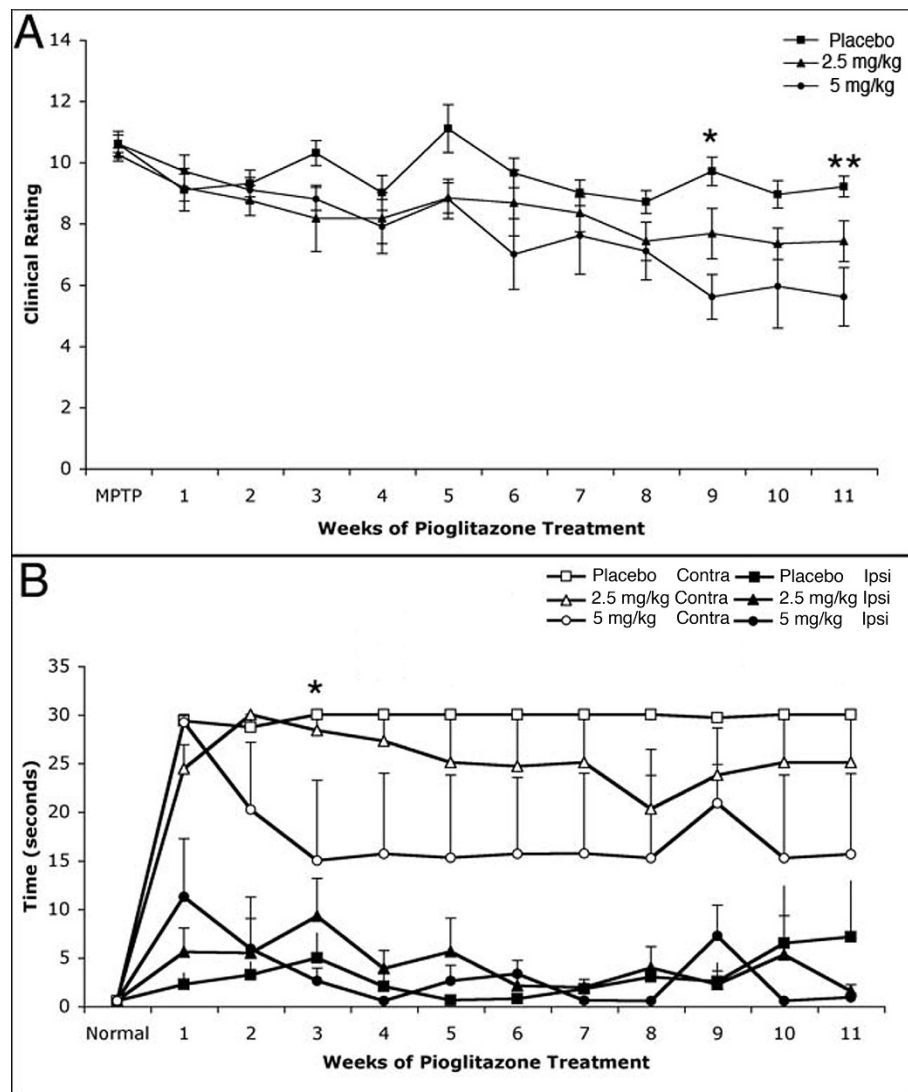 A
14
12
10
8
6
4
2
0
Clinical Rating
Placebo
2.5 mg/kg
5 mg/kg
*
**
MPTP 1 2 3 4 5 6 7 8 9 10 11
Weeks of Pioglitazone Treatment
B
Placebo Contra Placebo Ipsi
2.5 mg/kg Contra 2.5 mg/kg Ipsi
5 mg/kg Contra 5 mg/kg Ipsi
35
30
25
20
15
10
5
0
Time (seconds)
*
Normal 1 2 3 4 5 6 7 8 9 10 11
Weeks of Pioglitazone Treatment